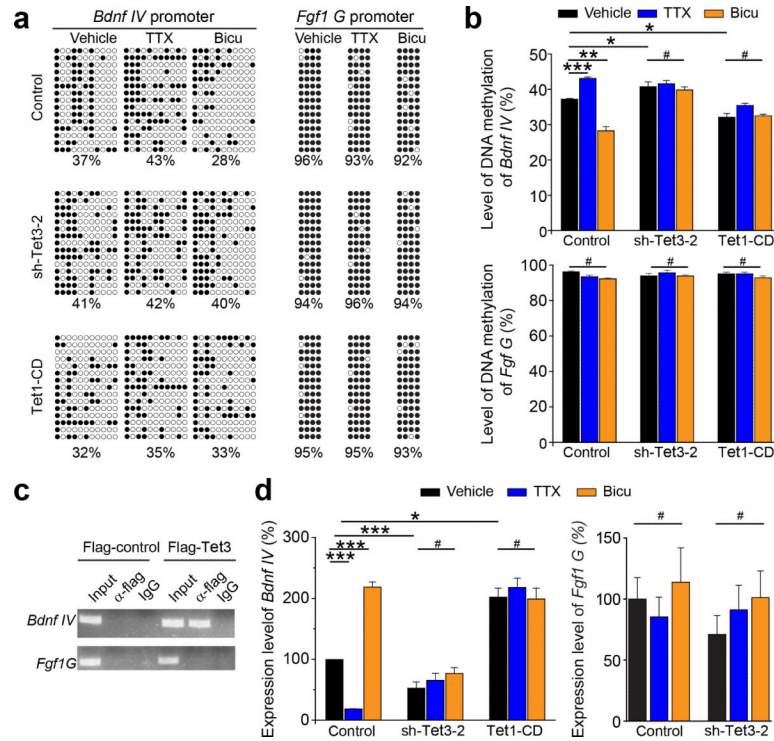 a
Bdnf IV promoter
Fgf1 G promoter
Vehicle TTX Bicu
Vehicle TTX Bicu
Control
37% 43% 28%
96% 93% 92%
sh-Tet3-2
41% 42% 40%
94% 96% 94%
Tet1-CD
32% 35% 33%
95% 95% 93%
b
Vehicle TTX Bicu
Level of DNA methylation
of Bdnf IV (%)
50
40
30
20
10
0
*
* **
***
# #
Control sh-Tet3-2 Tet1-CD
Level of DNA methylation
of Fgf G (%)
100
80
60
40
20
0
# # #
Control sh-Tet3-2 Tet1-CD
c
Flag-control Flag-Tet3
Input α-flag IgG Input α-flag IgG
Bdnf IV
Fgf1G
d
Vehicle TTX Bicu
Expression level of Bdnf IV (%)
300
200
100
0
*
***
***
***
# #
Control sh-Tet3-2 Tet1-CD
Expression level of Fgf1 G (%)
150
100
50
0
# #
Control sh-Tet3-2